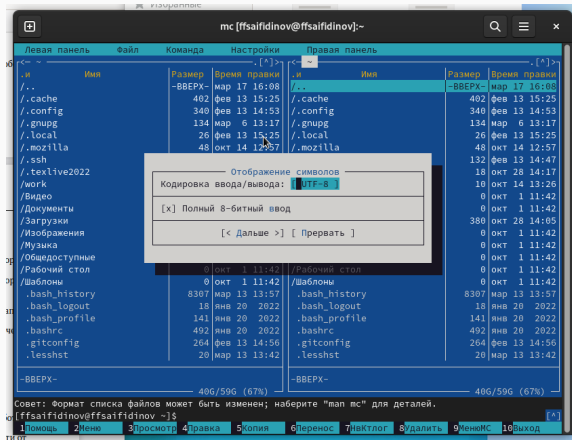 Избранные
mc [ffsaifidinov@ffsaifidinov]:~
Левая панель Файл Команда Настройки Правая панель
<─ ~ .[^]> <─ ~ .[^]>
.и Имя Размер Время правки .и Имя Размер Время правки
/.. -ВВЕРХ- мар 17 16:08 /.. -ВВЕРХ- мар 17 16:08
/.cache 402 фев 13 15:25 /.cache 402 фев 13 15:25
/.config 340 фев 13 14:53 /.config 340 фев 13 14:53
/.gnupg 134 мар 6 13:17 /.gnupg 134 мар 6 13:17
/.local 26 фев 13 15:25 /.local 26 фев 13 15:25
/.mozilla 48 окт 14 12:57 /.mozilla 48 окт 14 12:57
/.ssh 132 фев 13 14:47
/.texlive2022 18 окт 28 14:17
/work 10 окт 14 13:26
/Видео 0 окт 1 11:42
/Документы 0 окт 1 11:42
/Загрузки 380 окт 28 14:05
/Изображения 0 окт 1 11:42
/Музыка 0 окт 1 11:42
/Общедоступные 0 окт 1 11:42
/Рабочий стол 0 окт 1 11:42 /Рабочий стол 0 окт 1 11:42
/Шаблоны 0 окт 1 11:42 /Шаблоны 0 окт 1 11:42
.bash_history 8307 мар 13 13:57 .bash_history 8307 мар 13 13:57
.bash_logout 18 янв 20 2022 .bash_logout 18 янв 20 2022
.bash_profile 141 янв 20 2022 .bash_profile 141 янв 20 2022
.bashrc 492 янв 20 2022 .bashrc 492 янв 20 2022
.gitconfig 264 фев 13 14:56 .gitconfig 264 фев 13 14:56
.lesshst 20 мар 13 13:42 .lesshst 20 мар 13 13:42
Отображение символов
Кодировка ввода/вывода: [ UTF-8 ]
[x] Полный 8-битный ввод
[< Дальше >] [ Прервать ]
-ВВЕРХ- -ВВЕРХ-
40G/59G (67%) 40G/59G (67%)
Совет: Формат списка файлов может быть изменен; наберите "man mc" для деталей.
[ffsaifidinov@ffsaifidinov ~]$ [^]
1Помощь 2Меню 3Просмотр 4Правка 5Копия 6Перенос 7НвКтлог 8Удалить 9МенюMC 10Выход